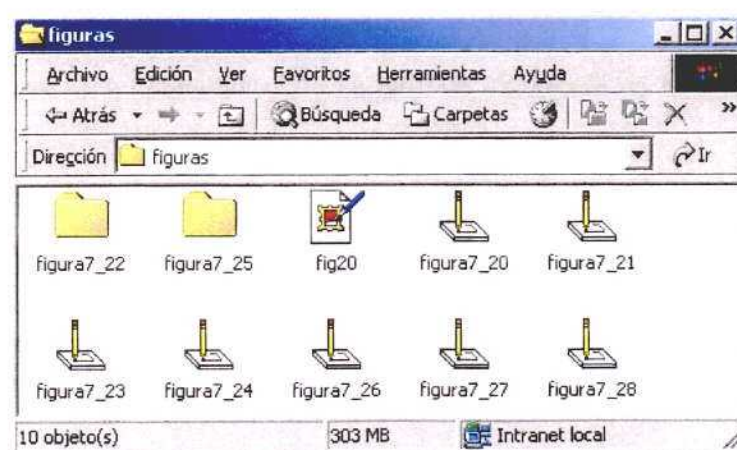 figuras
Archivo Edición Ver Favoritos Herramientas Ayuda
Atrás Búsqueda Carpetas »
Dirección figuras Ir
figura7_22 figura7_25 fig20 figura7_20 figura7_21
figura7_23 figura7_24 figura7_26 figura7_27 figura7_28
10 objeto(s) 303 MB Intranet local